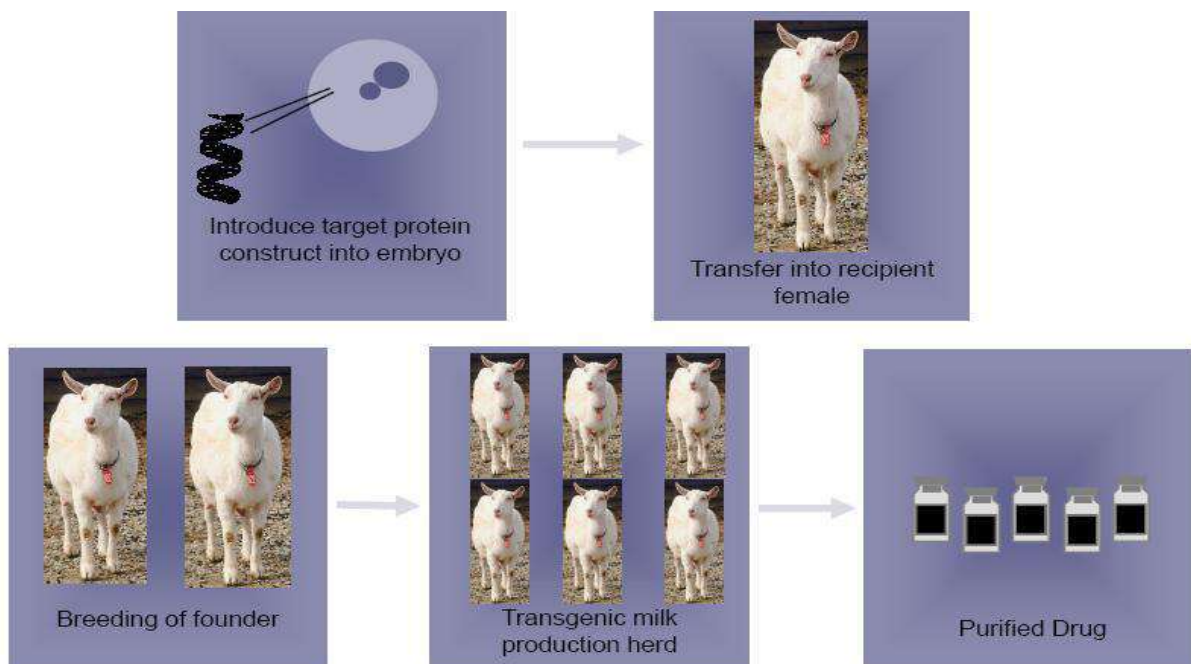 Introduce target protein
construct into embryo
Transfer into recipient
female
Breeding of founder
Transgenic milk
production herd
Purified Drug